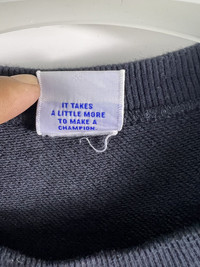 IT TAKES
A LITTLE MORE
TO MAKE A
CHAMPION